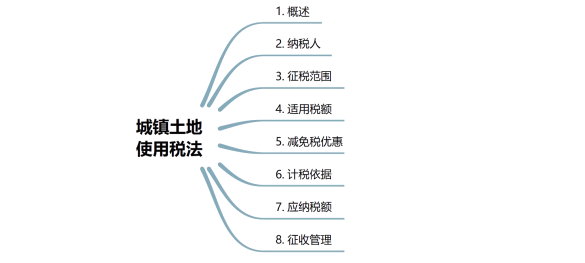 城镇土地
使用税法
1. 概述
2. 纳税人
3. 征税范围
4. 适用税额
5. 减免税优惠
6. 计税依据
7. 应纳税额
8. 征收管理